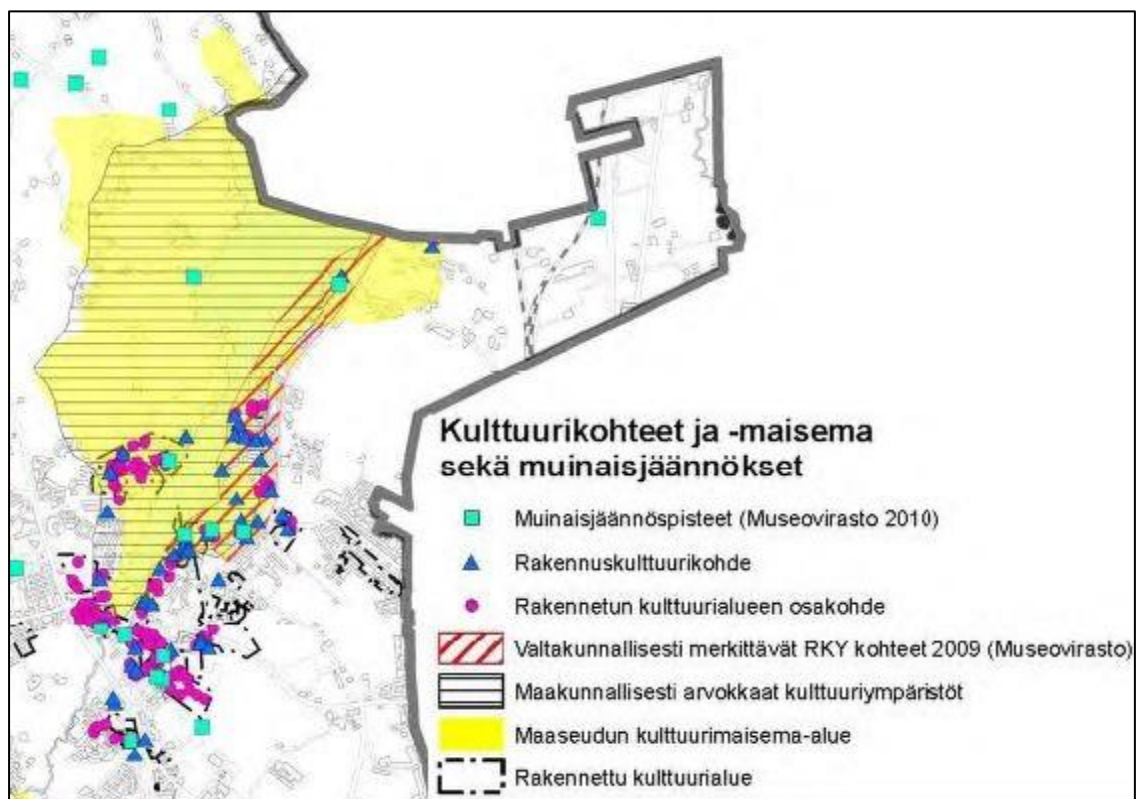 Kulttuurikohteet ja -maisema
sekä muinaisjäännökset
Muinaisjäännöspisteet (Museovirasto 2010)
Rakennuskulttuurikohde
Rakennetun kulttuurialueen osakohde
Valtakunnallisesti merkittävät RKY kohteet 2009 (Museovirasto)
Maakunnallisesti arvokkaat kulttuuriympäristöt
Maaseudun kulttuurimaisema-alue
Rakennettu kulttuurialue